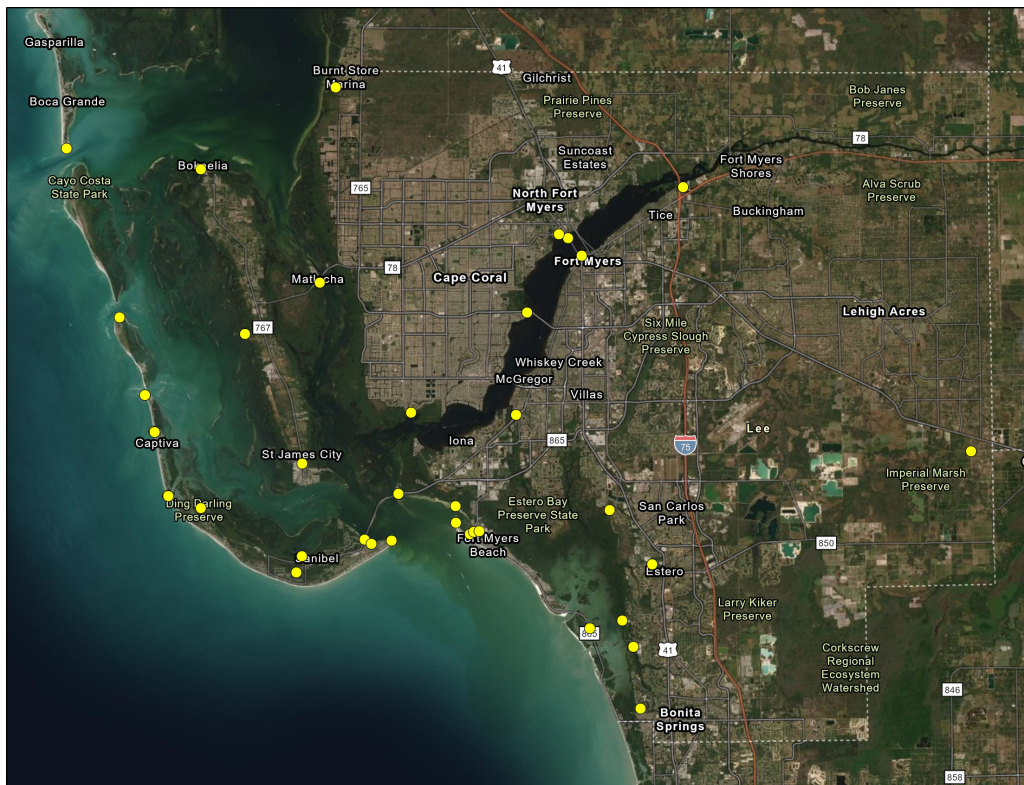 Gasparilla
Burnt Store
Marina
41
Gilchrist
Boca Grande
Prairie Pines
Preserve
Bob Janes
Preserve
78
Suncoast
Estates
Fort Myers
Shores
Bokeelia
Cayo Costa
State Park
765
North Fort
Myers
Alva Scrub
Preserve
Tice
Buckingham
Fort Myers
78
Cape Coral
Matlacha
Lehigh Acres
767
Six Mile
Cypress Slough
Preserve
Whiskey Creek
McGregor
Villas
Captiva
Iona
865
Lee
75
St James City
Imperial Marsh
Preserve
Ding Darling
Preserve
Estero Bay
Preserve State
Park
San Carlos
Park
Fort Myers
Beach
850
Sanibel
Estero
Larry Kiker
Preserve
865
41
Corkscrew
Regional
Ecosystem
Watershed
846
Bonita
Springs
858